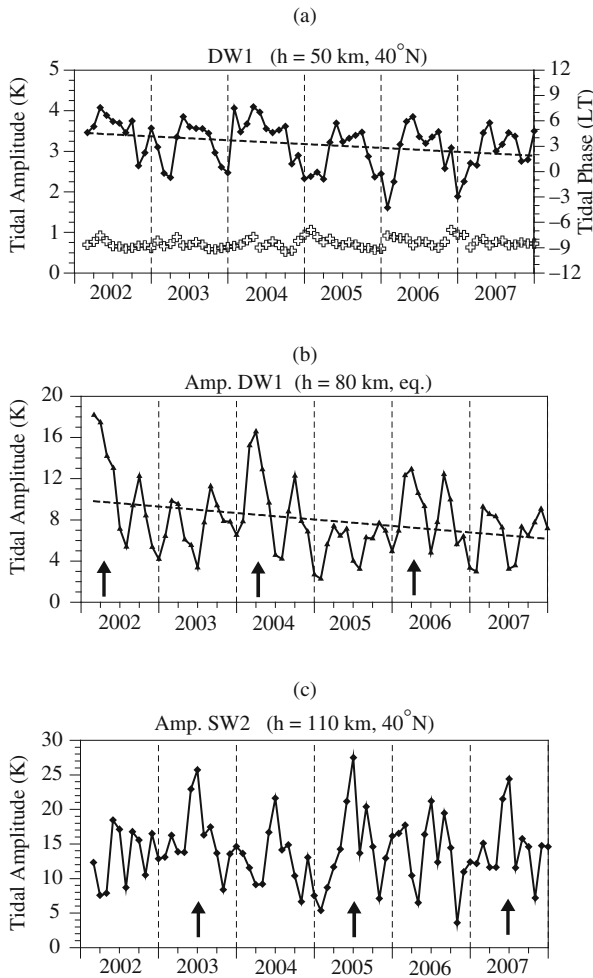 (a)
DW1 (h = 50 km, 40°N)
5
4
3
2
1
0
Tidal Amplitude (K)
12
9
6
3
0
−3
−6
−9
−12
Tidal Phase (LT)
2002 2003 2004 2005 2006 2007
(b)
Amp. DW1 (h = 80 km, eq.)
20
16
12
8
4
0
Tidal Amplitude (K)
2002 2003 2004 2005 2006 2007
(c)
Amp. SW2 (h = 110 km, 40°N)
30
25
20
15
10
5
0
Tidal Amplitude (K)
2002 2003 2004 2005 2006 2007